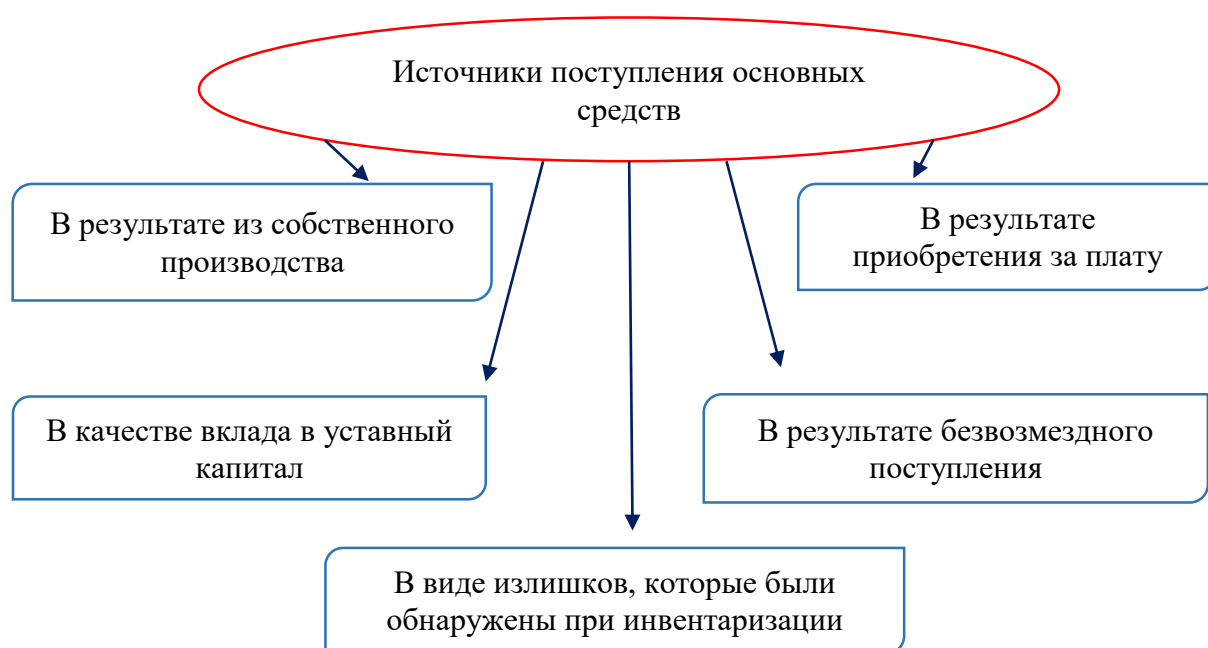 Источники поступления основных
средств
В результате из собственного
производства
В результате
приобретения за плату
В качестве вклада в уставный
капитал
В результате безвозмездного
поступления
В виде излишков, которые были
обнаружены при инвентаризации